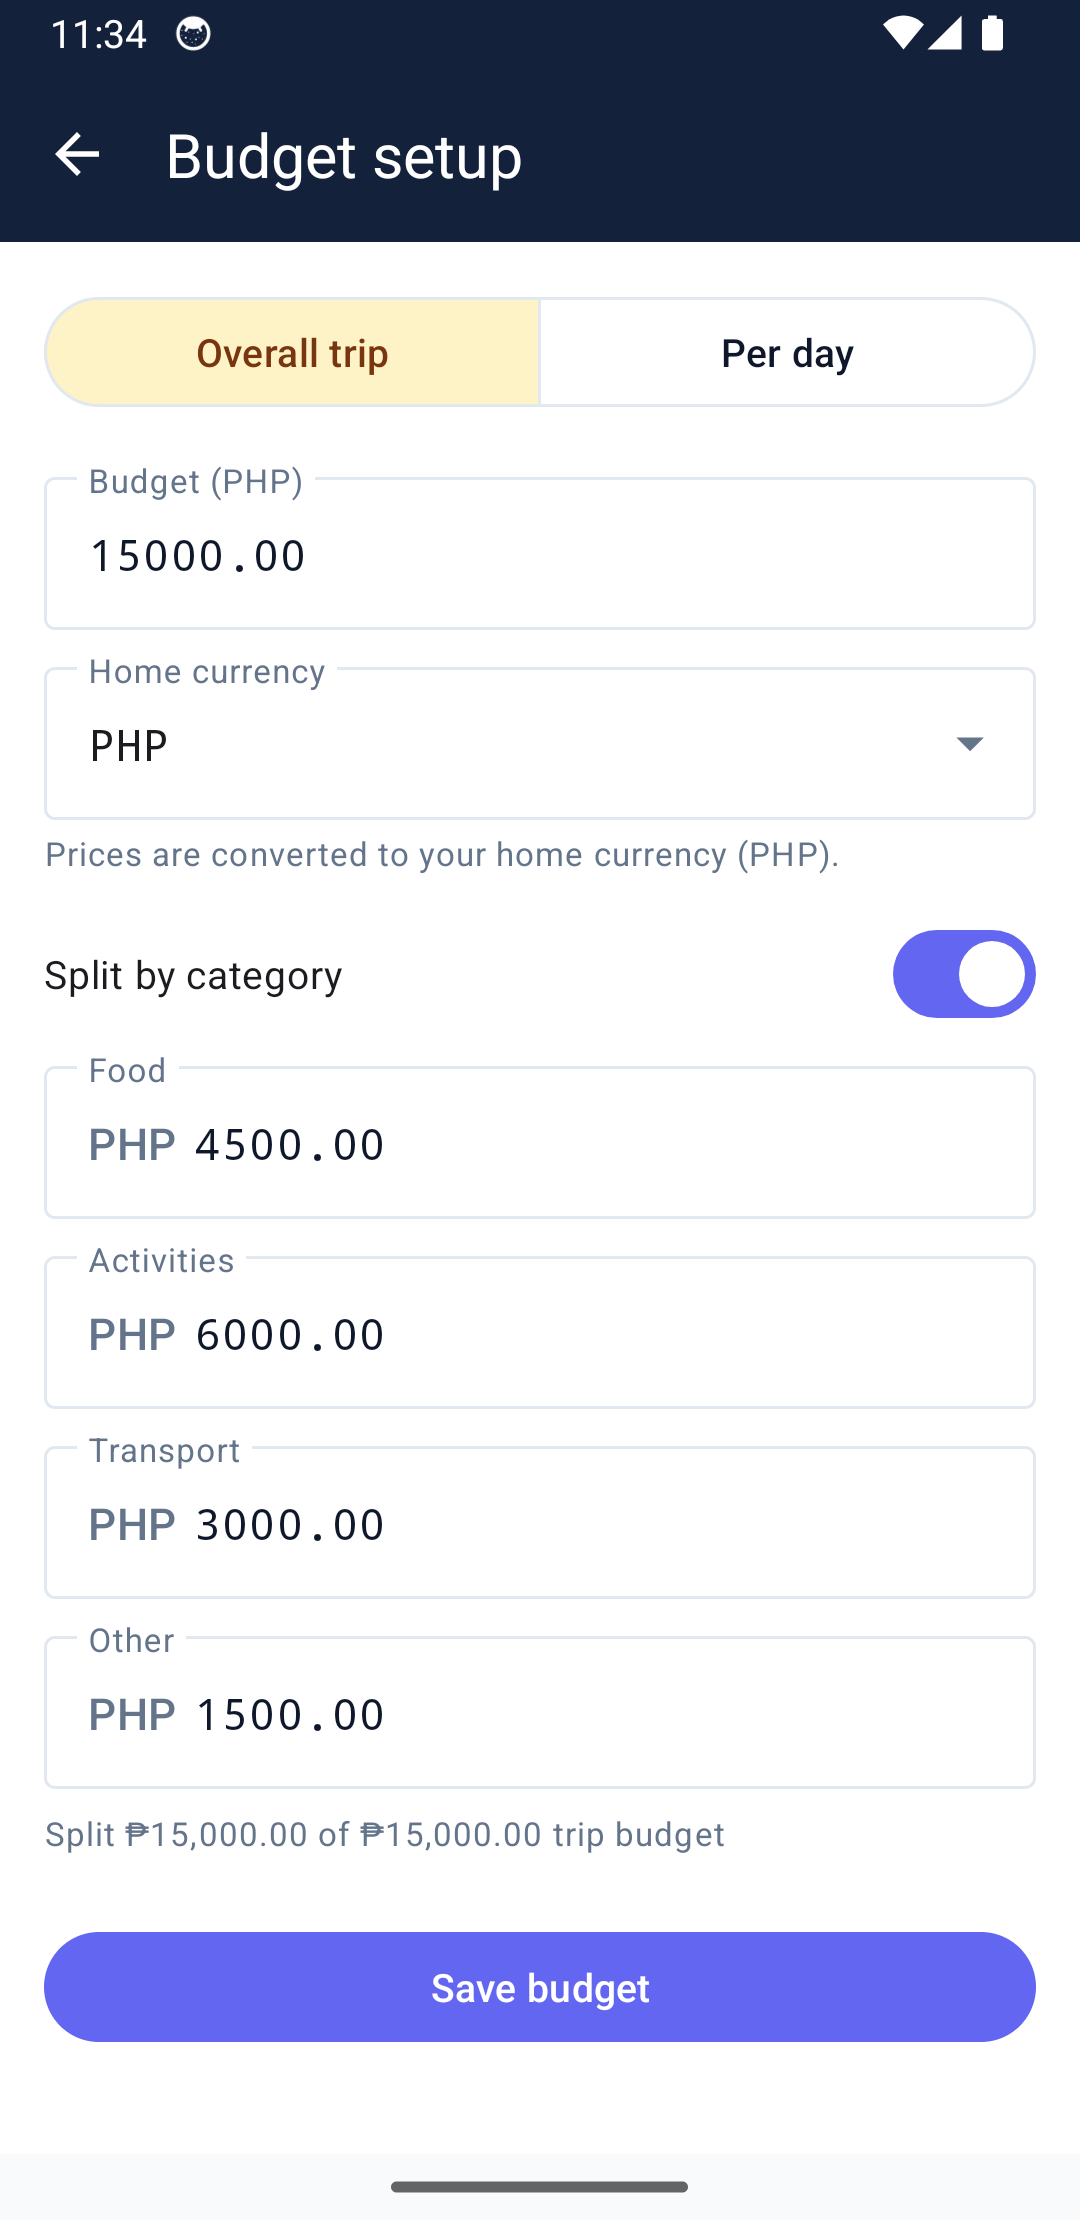 11:34
Budget setup
Overall trip
Per day
Budget (PHP)
15000.00
Home currency
PHP
Prices are converted to your home currency (PHP).
Split by category
Food
PHP 4500.00
Activities
PHP 6000.00
Transport
PHP 3000.00
Other
PHP 1500.00
Split ₱15,000.00 of ₱15,000.00 trip budget
Save budget